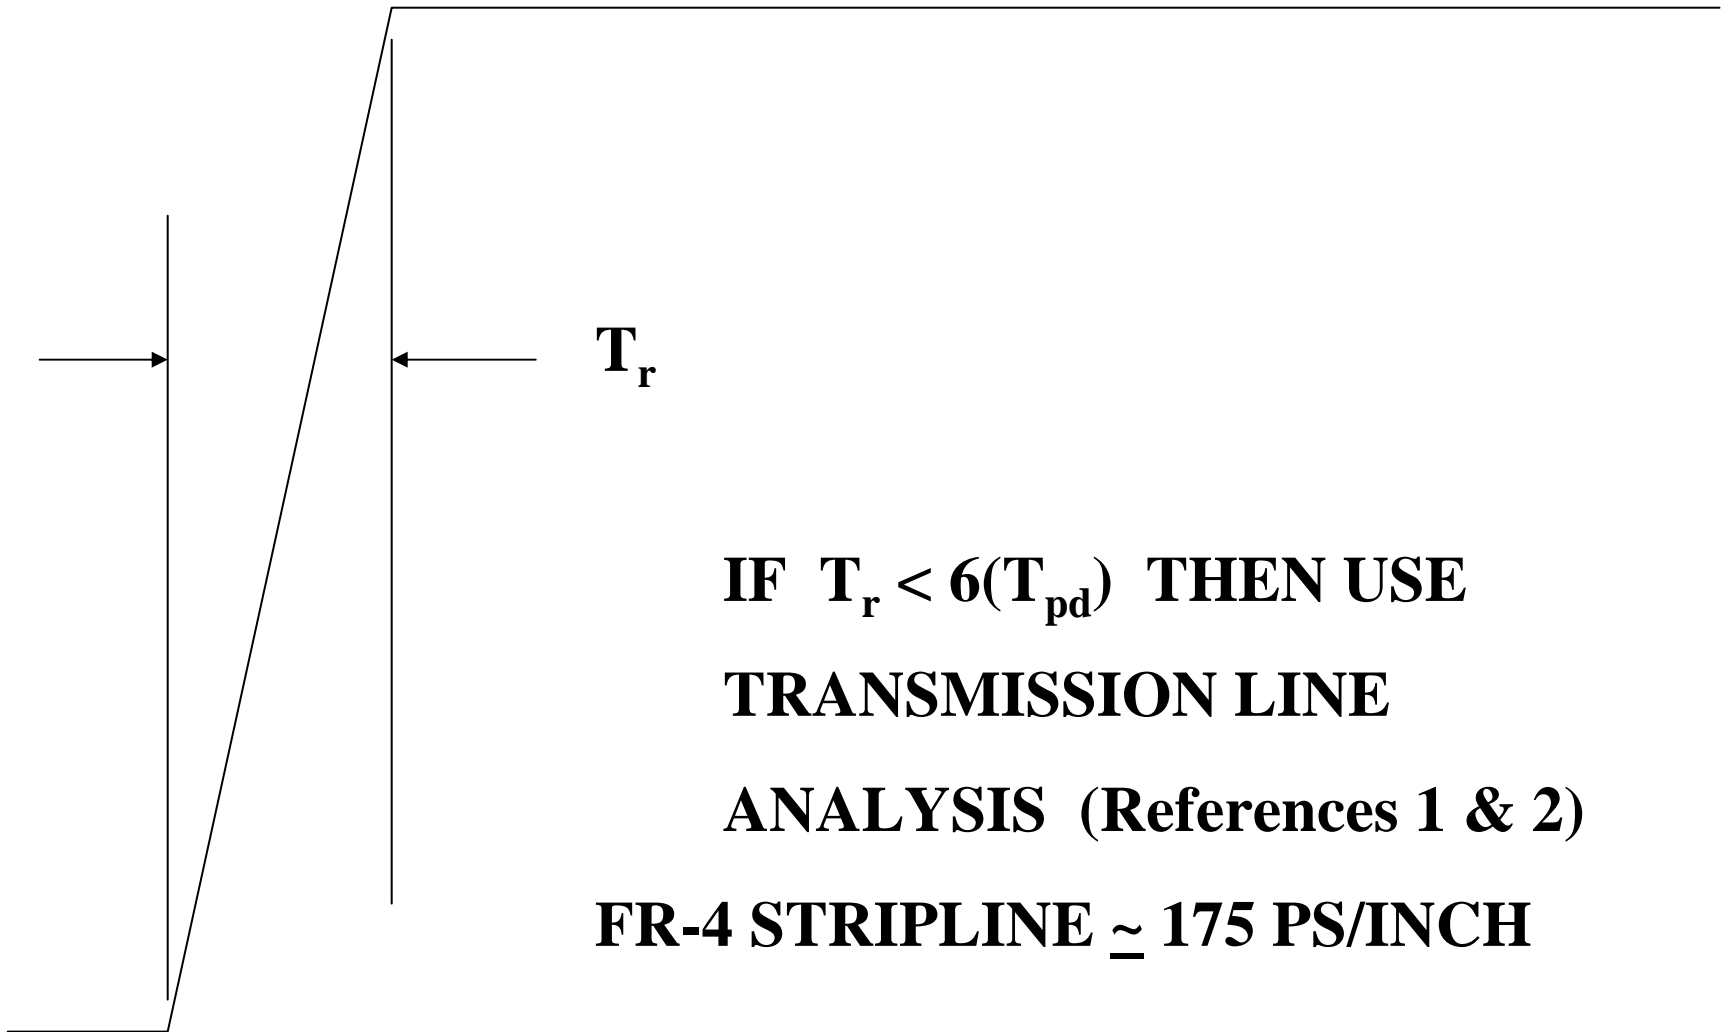 Tr
IF Tr < 6(Tpd) THEN USE
TRANSMISSION LINE
ANALYSIS (References 1 & 2)
FR-4 STRIPLINE ≃ 175 PS/INCH